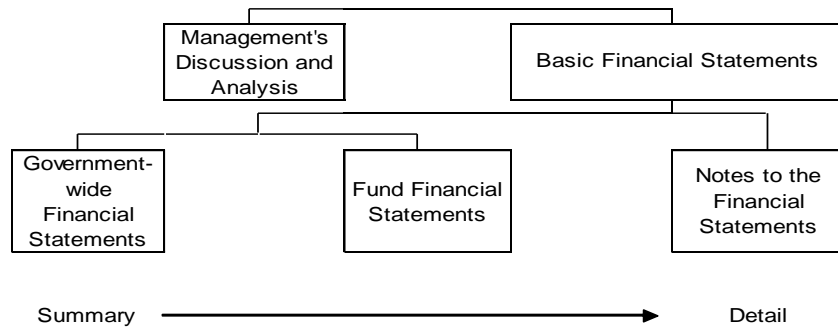 Management's
Discussion and
Analysis
Basic Financial Statements
Government-
wide
Financial
Statements
Fund Financial
Statements
Notes to the
Financial
Statements
Summary
Detail